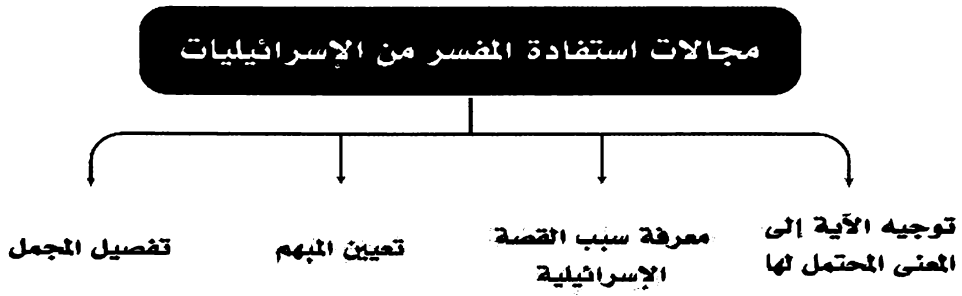 مجالات استفادة المفسر من الإسرائيليات
توجيه الآية إلى
المعنى المحتمل لها
معرفة سبب القصة
الإسرائيلية
تعيين المبهم
تفصيل المجمل